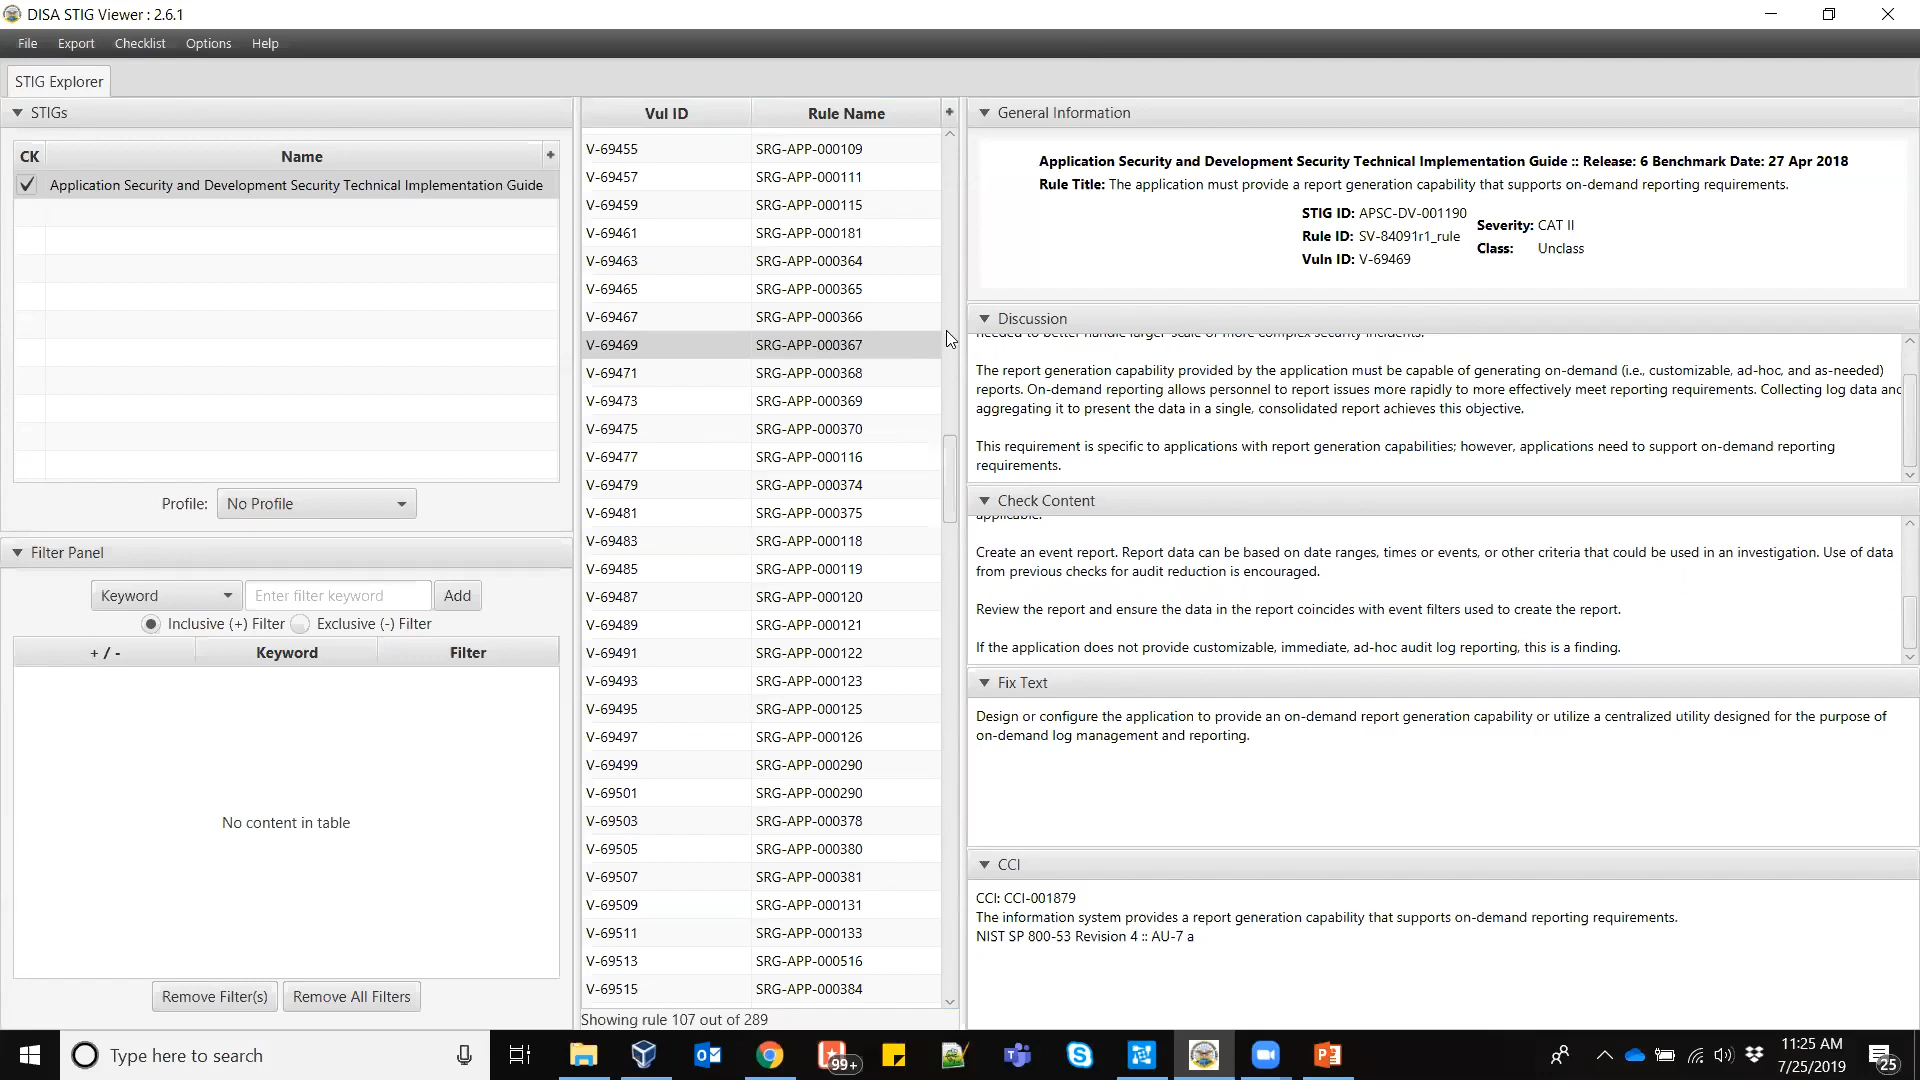 DISA STIG Viewer : 2.6.1
File Export Checklist Options Help
STIG Explorer
STIGs
CK Name +
Application Security and Development Security Technical Implementation Guide
Profile: No Profile
Filter Panel
Keyword Enter filter keyword Add
Inclusive (+) Filter Exclusive (-) Filter
+ / - Keyword Filter
No content in table
Remove Filter(s) Remove All Filters
Vul ID Rule Name +
V-69455 SRG-APP-000109
V-69457 SRG-APP-000111
V-69459 SRG-APP-000115
V-69461 SRG-APP-000181
V-69463 SRG-APP-000364
V-69465 SRG-APP-000365
V-69467 SRG-APP-000366
V-69469 SRG-APP-000367
V-69471 SRG-APP-000368
V-69473 SRG-APP-000369
V-69475 SRG-APP-000370
V-69477 SRG-APP-000116
V-69479 SRG-APP-000374
V-69481 SRG-APP-000375
V-69483 SRG-APP-000118
V-69485 SRG-APP-000119
V-69487 SRG-APP-000120
V-69489 SRG-APP-000121
V-69491 SRG-APP-000122
V-69493 SRG-APP-000123
V-69495 SRG-APP-000125
V-69497 SRG-APP-000126
V-69499 SRG-APP-000290
V-69501 SRG-APP-000290
V-69503 SRG-APP-000378
V-69505 SRG-APP-000380
V-69507 SRG-APP-000381
V-69509 SRG-APP-000131
V-69511 SRG-APP-000133
V-69513 SRG-APP-000516
V-69515 SRG-APP-000384
Showing rule 107 out of 289
General Information
Application Security and Development Security Technical Implementation Guide :: Release: 6 Benchmark Date: 27 Apr 2018
Rule Title: The application must provide a report generation capability that supports on-demand reporting requirements.
STIG ID: APSC-DV-001190
Rule ID: SV-84091r1_rule
Vuln ID: V-69469
Severity: CAT II
Class: Unclass
Discussion
needed to better handle larger-scale or more complex security incidents.
The report generation capability provided by the application must be capable of generating on-demand (i.e., customizable, ad-hoc, and as-needed)
reports. On-demand reporting allows personnel to report issues more rapidly to more effectively meet reporting requirements. Collecting log data and
aggregating it to present the data in a single, consolidated report achieves this objective.
This requirement is specific to applications with report generation capabilities; however, applications need to support on-demand reporting
requirements.
Check Content
applicable.
Create an event report. Report data can be based on date ranges, times or events, or other criteria that could be used in an investigation. Use of data
from previous checks for audit reduction is encouraged.
Review the report and ensure the data in the report coincides with event filters used to create the report.
If the application does not provide customizable, immediate, ad-hoc audit log reporting, this is a finding.
Fix Text
Design or configure the application to provide an on-demand report generation capability or utilize a centralized utility designed for the purpose of
on-demand log management and reporting.
CCI
CCI: CCI-001879
The information system provides a report generation capability that supports on-demand reporting requirements.
NIST SP 800-53 Revision 4 :: AU-7 a
Type here to search
99+
11:25 AM
7/25/2019
25